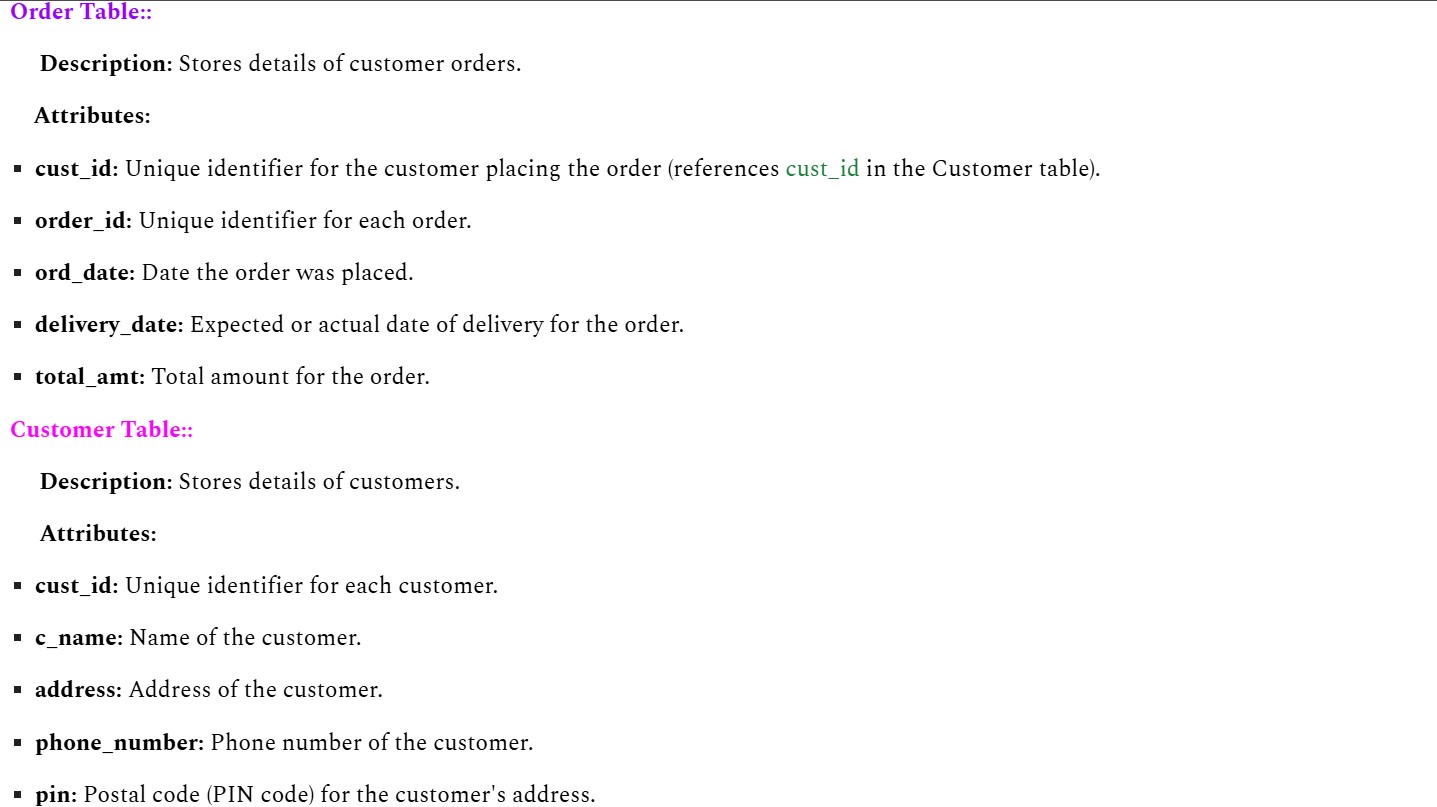 Order Table::
Description: Stores details of customer orders.
Attributes:
▪ cust_id: Unique identifier for the customer placing the order (references cust_id in the Customer table).
▪ order_id: Unique identifier for each order.
▪ ord_date: Date the order was placed.
▪ delivery_date: Expected or actual date of delivery for the order.
▪ total_amt: Total amount for the order.
Customer Table::
Description: Stores details of customers.
Attributes:
▪ cust_id: Unique identifier for each customer.
▪ c_name: Name of the customer.
▪ address: Address of the customer.
▪ phone_number: Phone number of the customer.
▪ pin: Postal code (PIN code) for the customer's address.